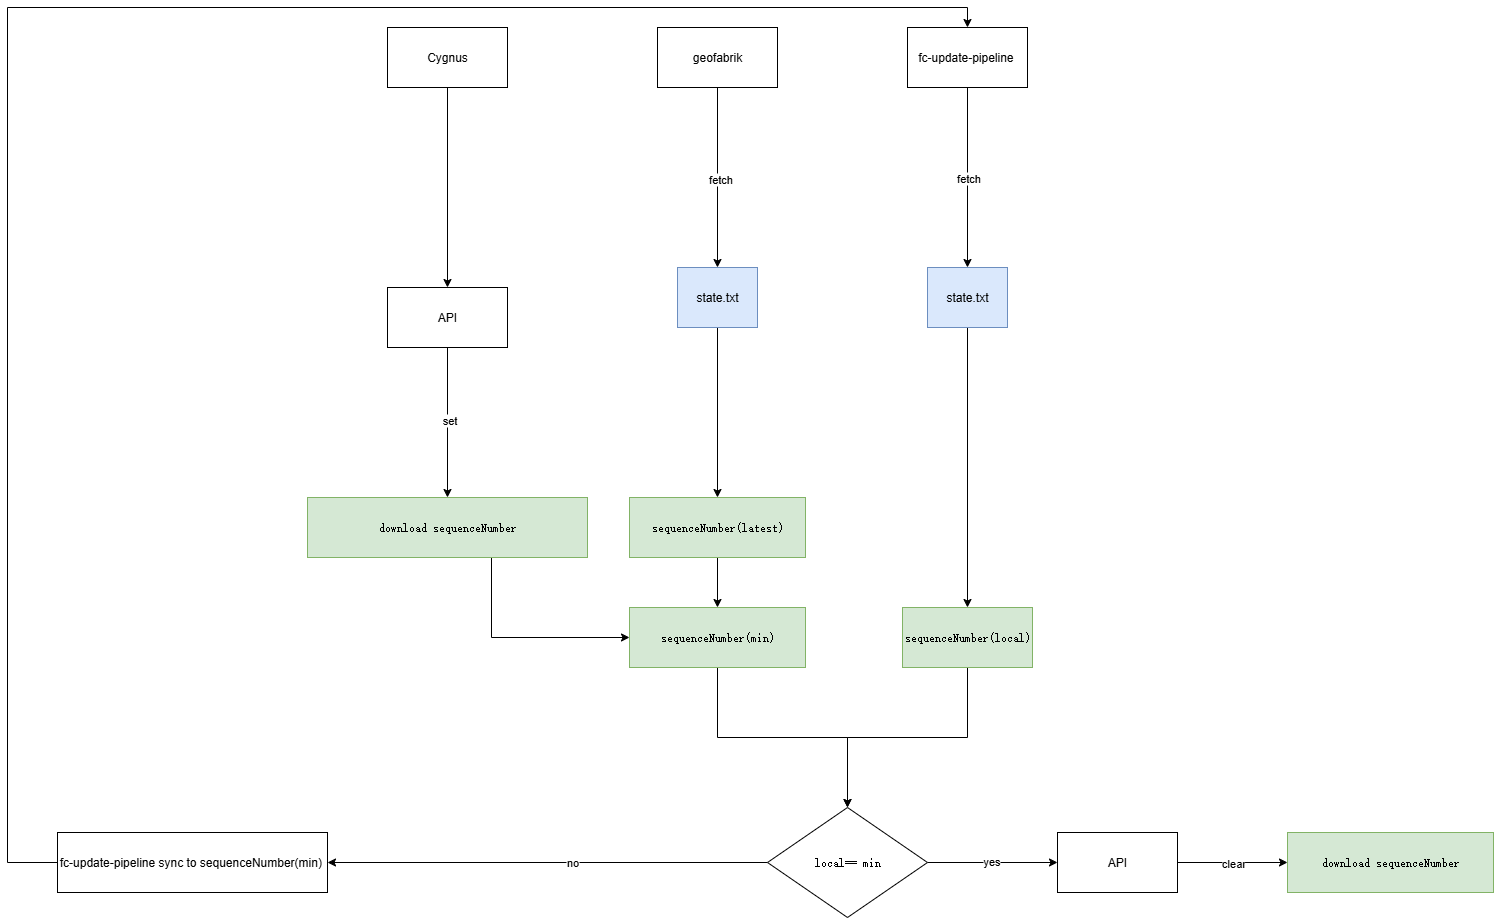 Cygnus
geofabrik
fc-update-pipeline
fetch
fetch
state.txt
state.txt
API
set
download sequenceNumber
sequenceNumber(latest)
sequenceNumber(min)
sequenceNumber(local)
fc-update-pipeline sync to sequenceNumber(min)
no
local== min
yes
API
clear
download sequenceNumber